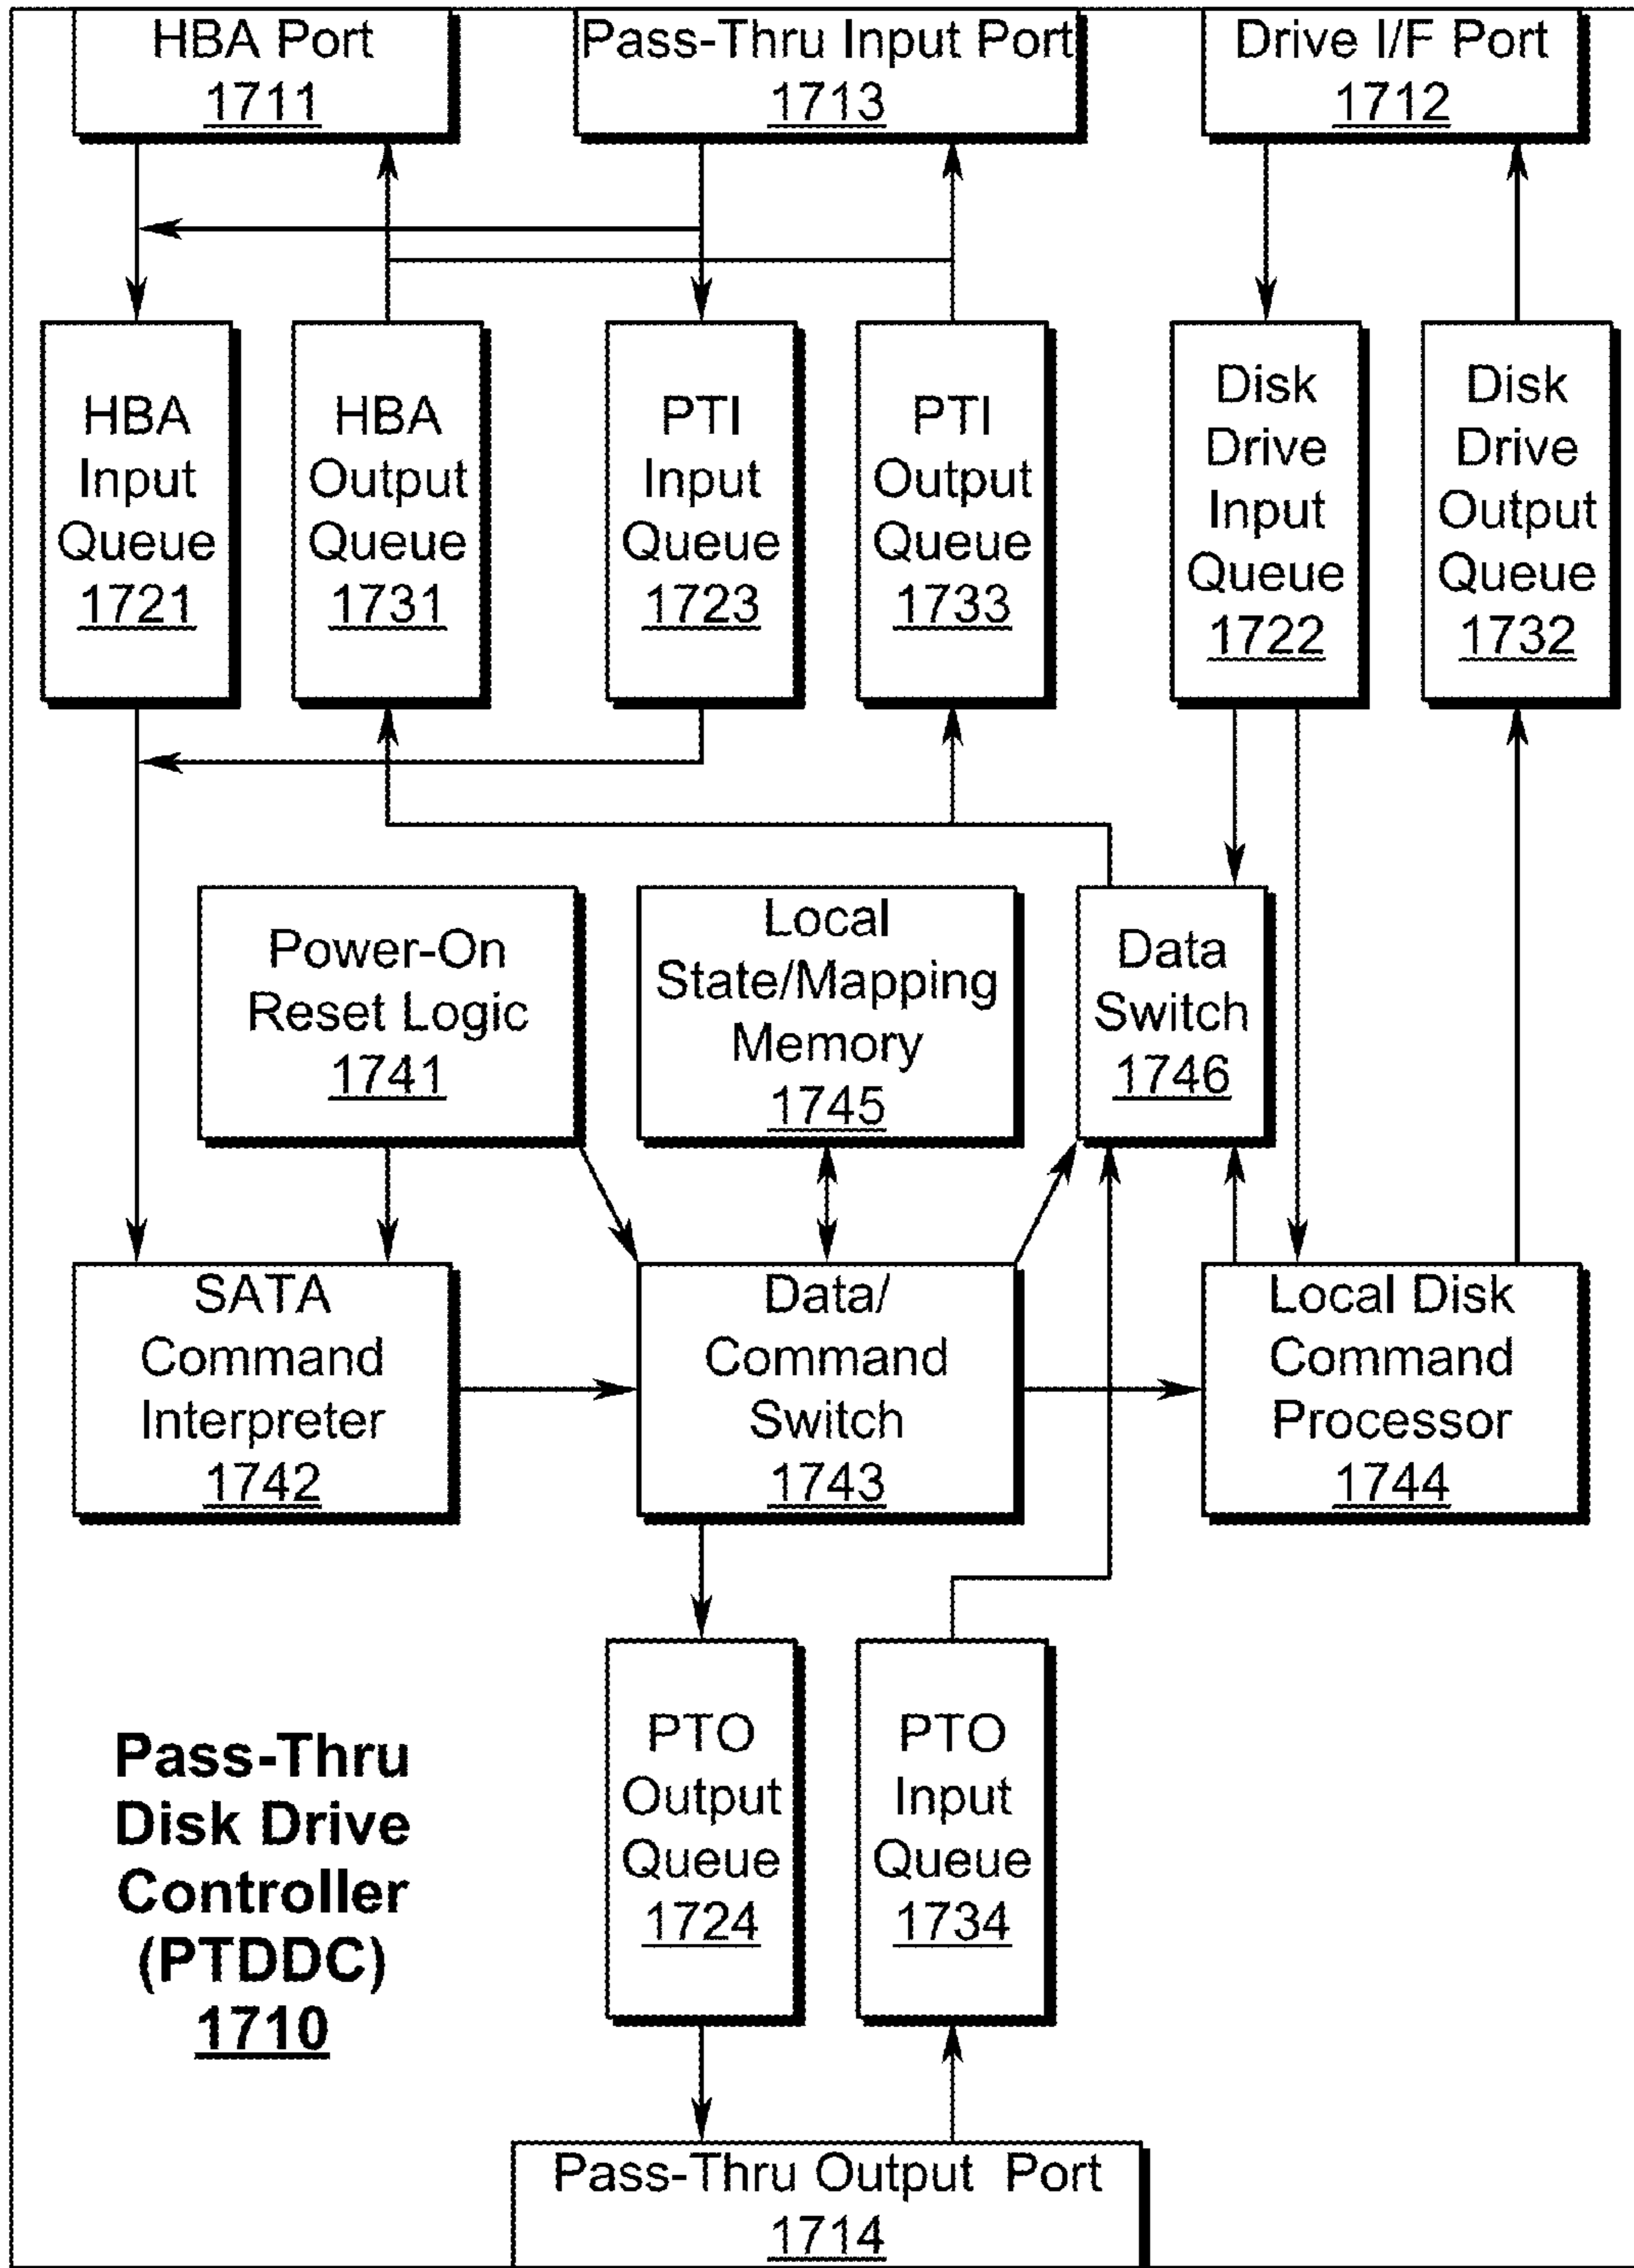 HBA Port
1711
Pass-Thru Input Port
1713
Drive I/F Port
1712
HBA
Input
Queue
1721
HBA
Output
Queue
1731
PTI
Input
Queue
1723
PTI
Output
Queue
1733
Disk
Drive
Input
Queue
1722
Disk
Drive
Output
Queue
1732
Power-On
Reset Logic
1741
Local
State/Mapping
Memory
1745
Data
Switch
1746
SATA
Command
Interpreter
1742
Data/
Command
Switch
1743
Local Disk
Command
Processor
1744
Pass-Thru
Disk Drive
Controller
(PTDDC)
1710
PTO
Output
Queue
1724
PTO
Input
Queue
1734
Pass-Thru Output Port
1714